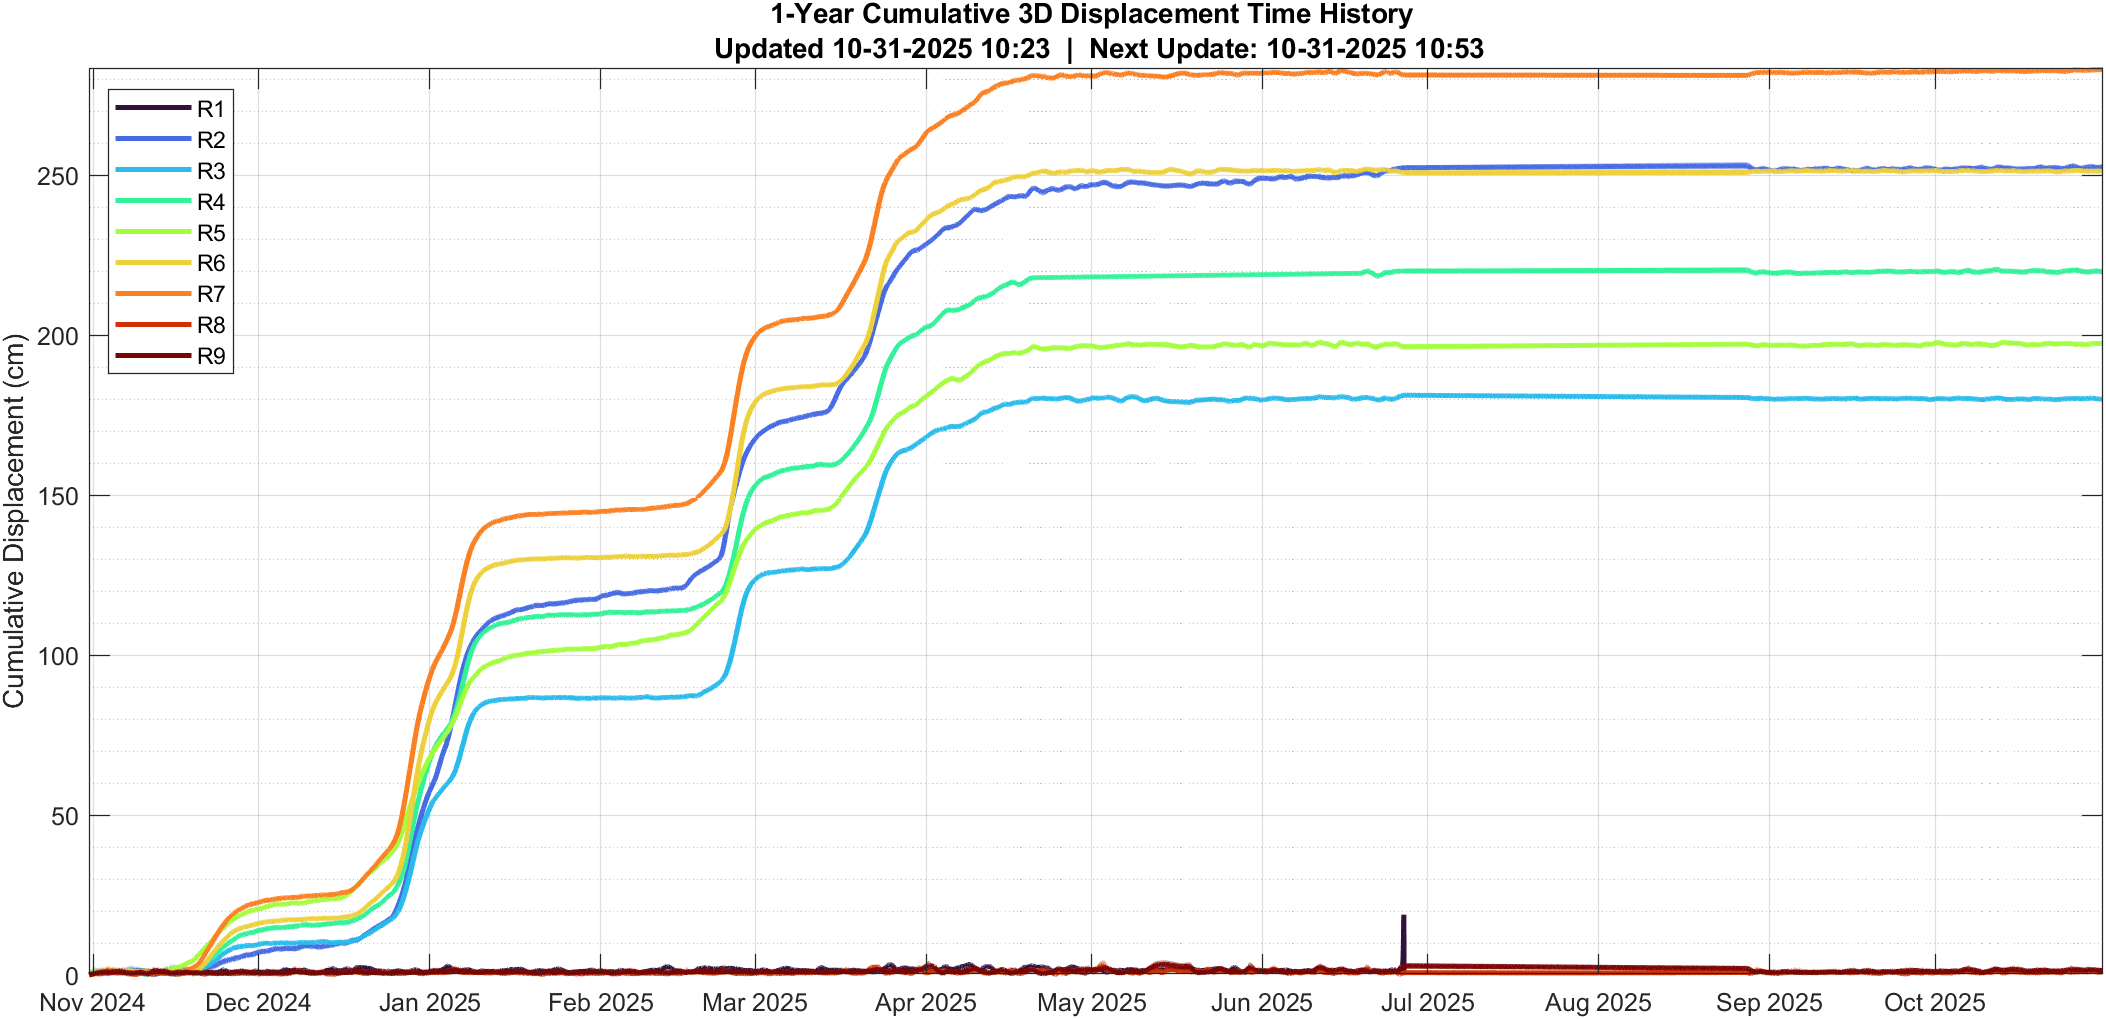 1-Year Cumulative 3D Displacement Time History
Updated 10-31-2025 10:23 | Next Update: 10-31-2025 10:53
R1
R2
R3
R4
R5
R6
R7
R8
R9
Cumulative Displacement (cm)
250
200
150
100
50
0
Nov 2024 Dec 2024 Jan 2025 Feb 2025 Mar 2025 Apr 2025 May 2025 Jun 2025 Jul 2025 Aug 2025 Sep 2025 Oct 2025